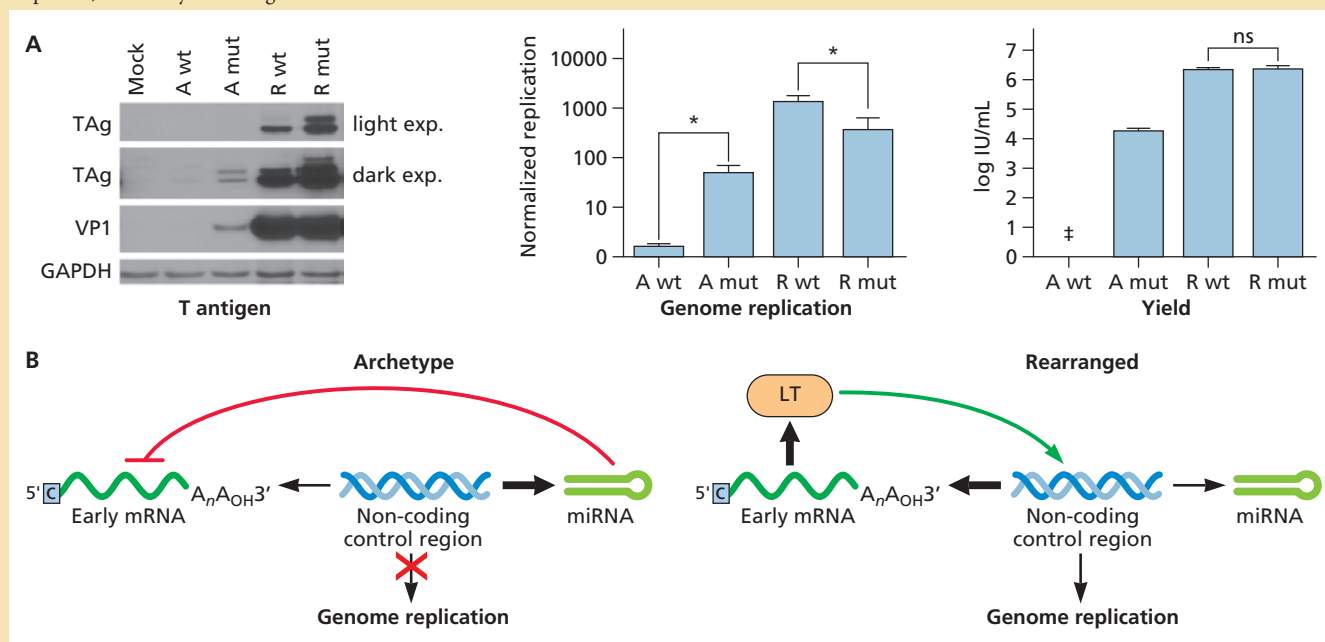 A
Mock
A wt
A mut
R wt
R mut
TAg
light exp.
TAg
dark exp.
VP1
GAPDH
T antigen
Normalized replication
10000
1000
100
10
0
*
*
A wt A mut R wt R mut
Genome replication
log IU/mL
7
6
5
4
3
2
1
0
‡
ns
A wt A mut R wt R mut
Yield
B
Archetype
5' C AnAOH3'
Early mRNA
Non-coding
control region
miRNA
Genome replication
Rearranged
LT
5' C AnAOH3'
Early mRNA
Non-coding
control region
miRNA
Genome replication